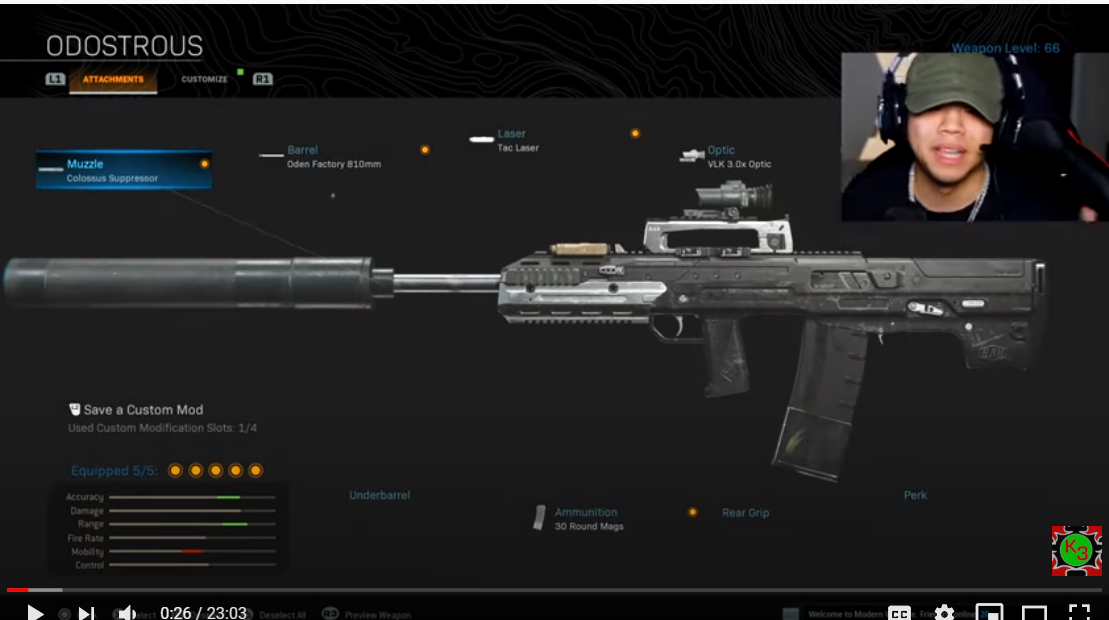 ODOSTROUS
Weapon Level: 66
L1 ATTACHMENTS CUSTOMIZE R1
Laser
Tac Laser
Barrel
Oden Factory 810mm
Optic
VLK 3.0x Optic
Muzzle
Colossus Suppressor
Save a Custom Mod
Used Custom Modification Slots: 1/4
Equipped 5/5:
Accuracy
Damage
Range
Fire Rate
Mobility
Control
Underbarrel
Ammunition
30 Round Mags
Rear Grip
Perk
K3
0:26 / 23:03
Deselect All
R3 Preview Weapon
Welcome to Modern
CC